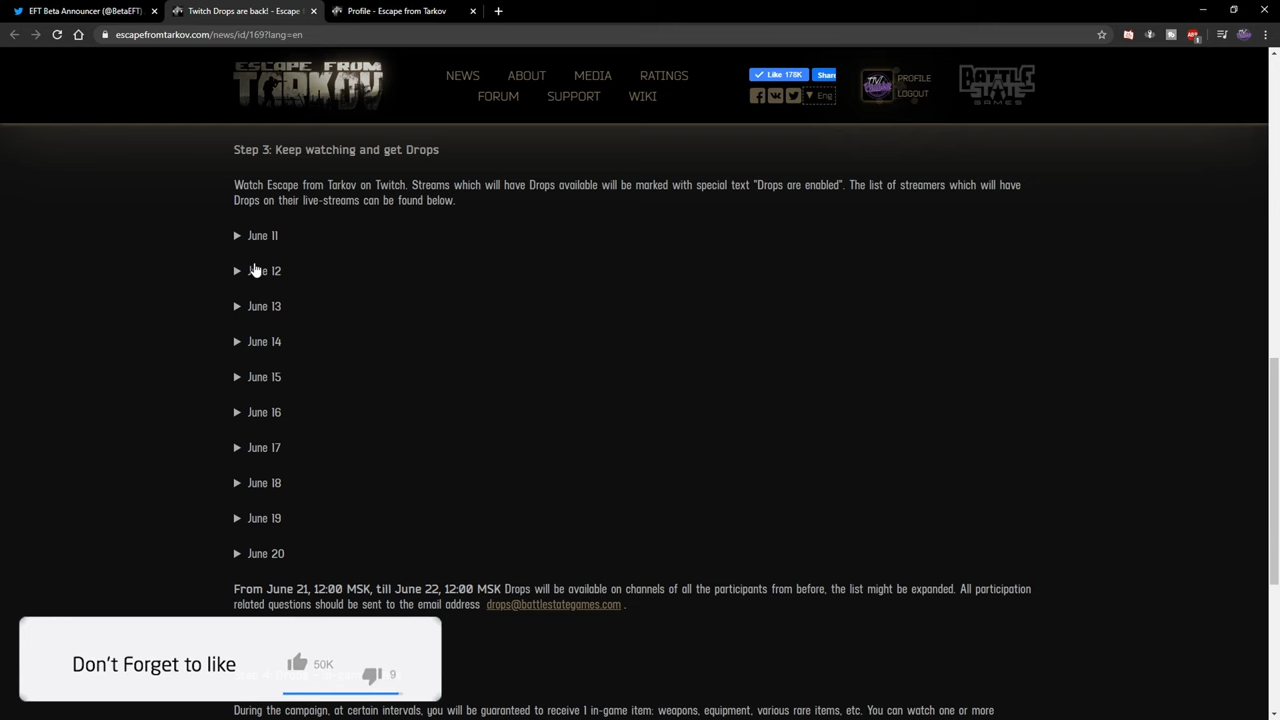 EFT Beta Announcer (@BetaEFT)
Twitch Drops are back! - Escape
Profile - Escape from Tarkov
escapefromtarkov.com/news/id/169?lang=en
ESCAPE FROM TARKOV
NEWS ABOUT MEDIA RATINGS
FORUM SUPPORT WIKI
Like 178K Share
Eng
PROFILE
LOGOUT
BATTLE STATE GAMES
Step 3: Keep watching and get Drops
Watch Escape from Tarkov on Twitch. Streams which will have Drops available will be marked with special text "Drops are enabled". The list of streamers which will have
Drops on their live-streams can be found below.
June 11
June 12
June 13
June 14
June 15
June 16
June 17
June 18
June 19
June 20
From June 21, 12:00 MSK, till June 22, 12:00 MSK Drops will be available on channels of all the participants from before, the list might be expanded. All participation
related questions should be sent to the email address drops@battlestategames.com .
Don't Forget to like
50K
9
During the campaign, at certain intervals, you will be guaranteed to receive 1 in-game item: weapons, equipment, various rare items, etc. You can watch one or more